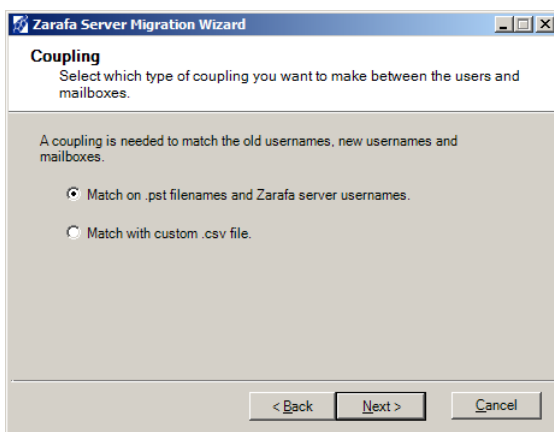 Zarafa Server Migration Wizard
Coupling
Select which type of coupling you want to make between the users and
mailboxes.
A coupling is needed to match the old usernames, new usernames and
mailboxes.
Match on .pst filenames and Zarafa server usernames.
Match with custom .csv file.
< Back Next > Cancel